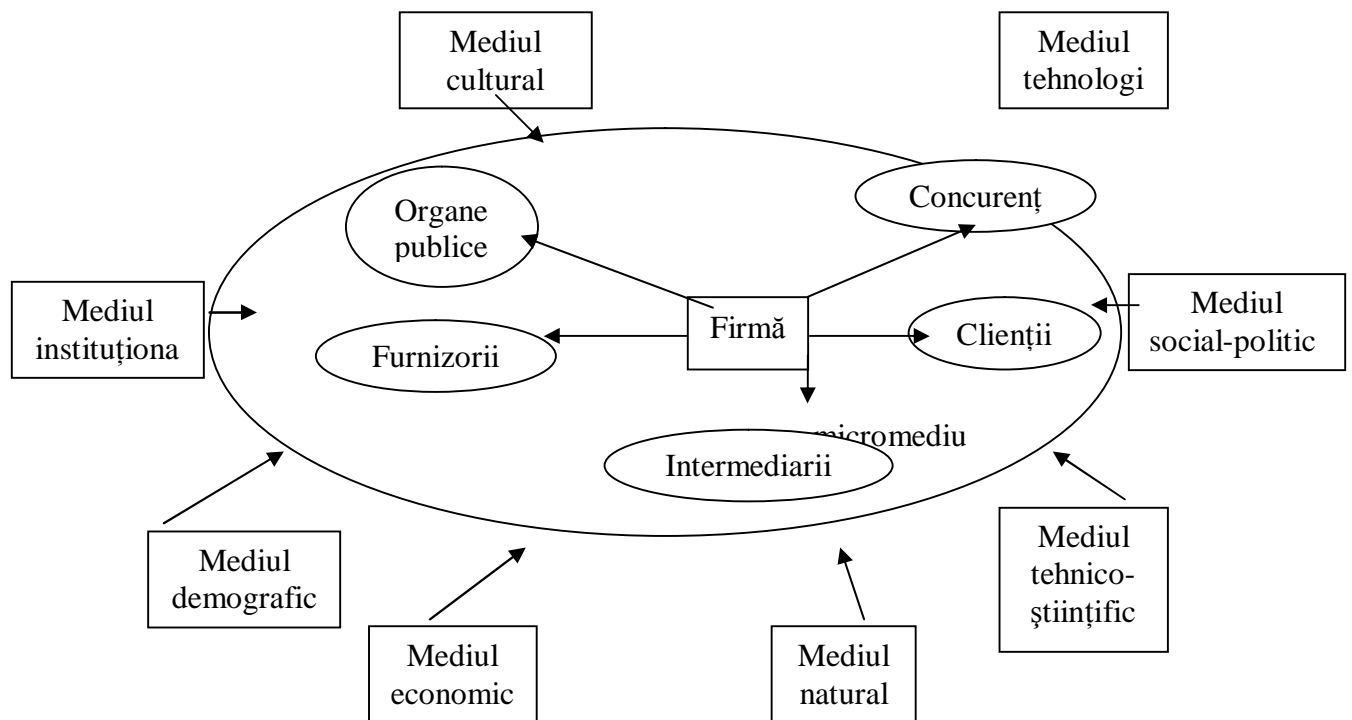 Mediul
cultural
Mediul
tehnologi
Organe
publice
Concurenț
Mediul
instituționa
Firmă
Clienții
Mediul
social-politic
Furnizorii
micromediu
Intermediarii
Mediul
demografic
Mediul
tehnico-
ştiințific
Mediul
economic
Mediul
natural